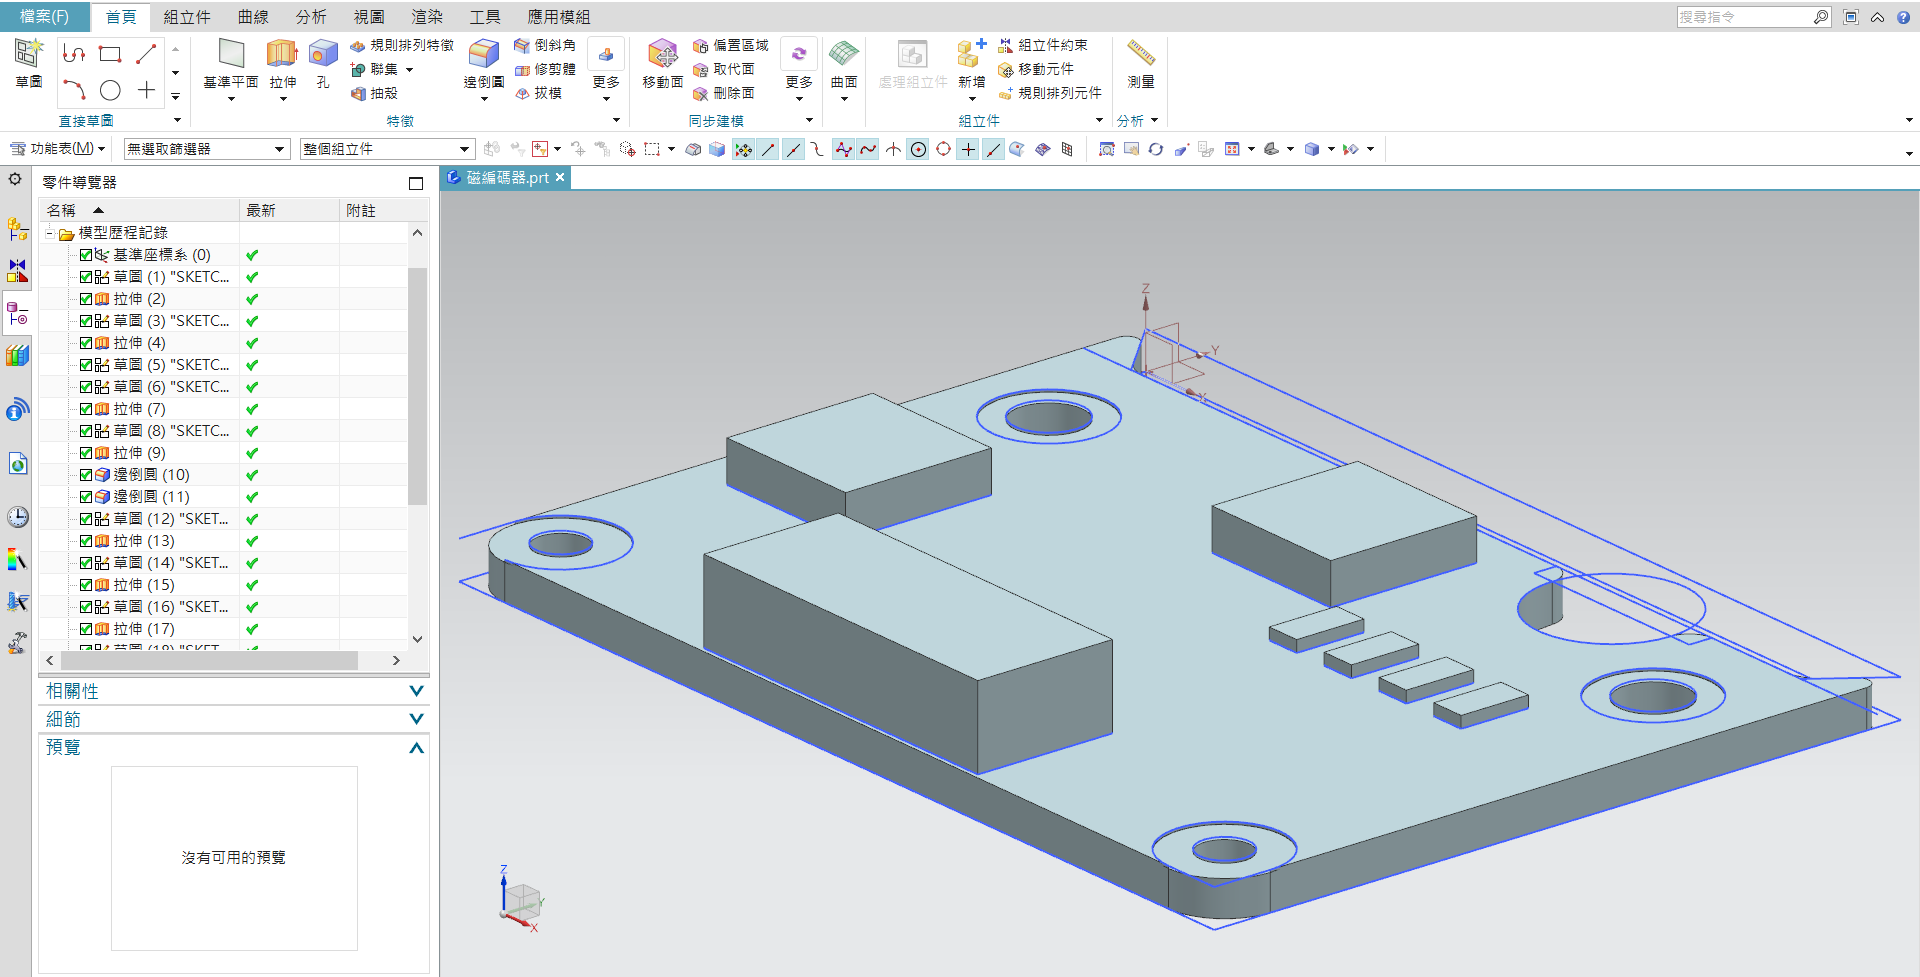 檔案(F) 首頁 組立件 曲線 分析 視圖 渲染 工具 應用模組 搜尋指令
草圖 基準平面 拉伸 孔 規則排列特徵 聯集 抽殼 邊倒圓 倒斜角 修剪體 拔模 更多 移動面 偏置區域 取代面 刪除面 更多 曲面 處理組立件 新增 組立件約束 移動元件 規則排列元件 測量
直接草圖 特徵 同步建模 組立件 分析
功能表(M) 無選取篩選器 整個組立件
零件導覽器
磁編碼器.prt
名稱 最新 附註
模型歷程記錄
基準座標系 (0)
草圖 (1) "SKETC...
拉伸 (2)
草圖 (3) "SKETC...
拉伸 (4)
草圖 (5) "SKETC...
草圖 (6) "SKETC...
拉伸 (7)
草圖 (8) "SKETC...
拉伸 (9)
邊倒圓 (10)
邊倒圓 (11)
草圖 (12) "SKET...
拉伸 (13)
草圖 (14) "SKET...
拉伸 (15)
草圖 (16) "SKET...
拉伸 (17)
草圖 (18) "SKET
相關性
細節
預覽
沒有可用的預覽
Z
Y
X
Z
Y
X